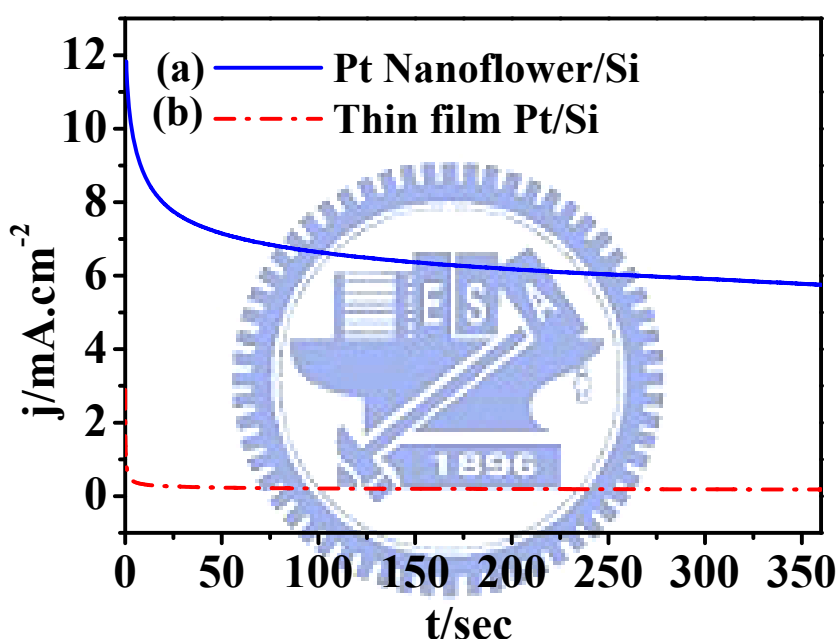 (a) Pt Nanoflower/Si
(b) Thin film Pt/Si
12
10
8
6
4
2
0
j/mA.cm⁻²
E S A
1896
0 50 100 150 200 250 300 350
t/sec